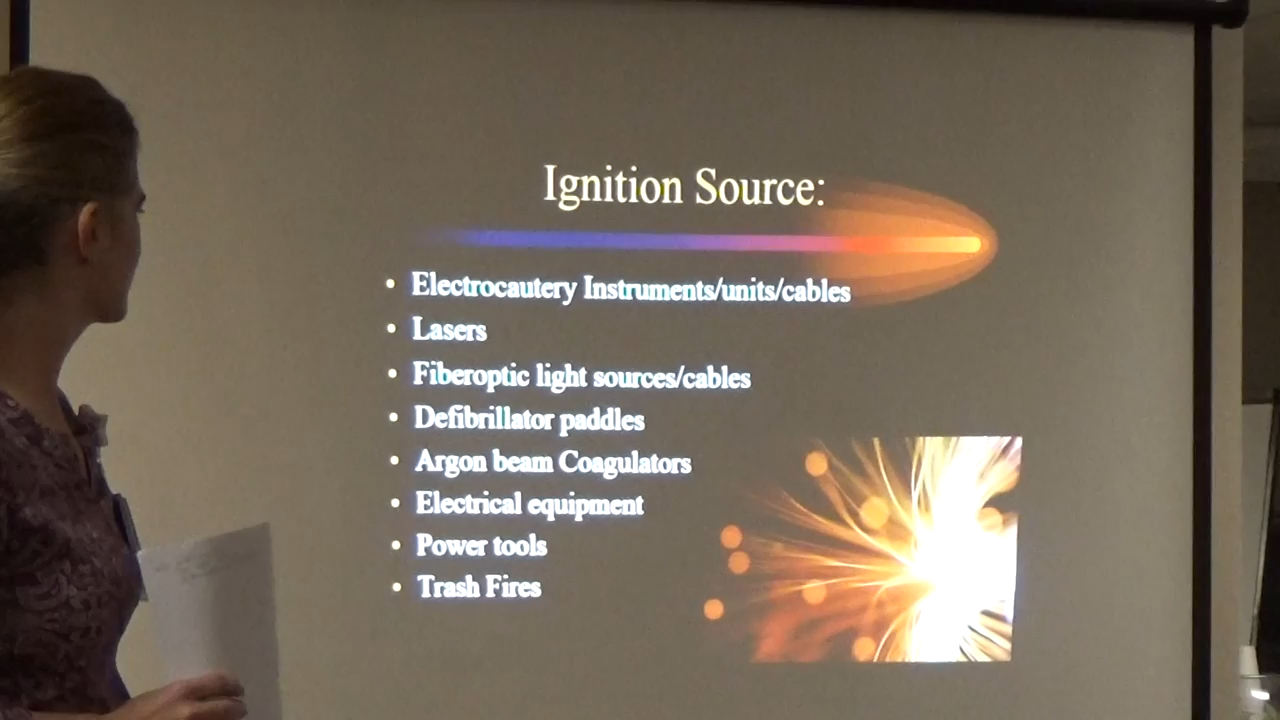 Ignition Source:
• Electrocautery Instruments/units/cables
• Lasers
• Fiberoptic light sources/cables
• Defibrillator paddles
• Argon beam Coagulators
• Electrical equipment
• Power tools
• Trash Fires